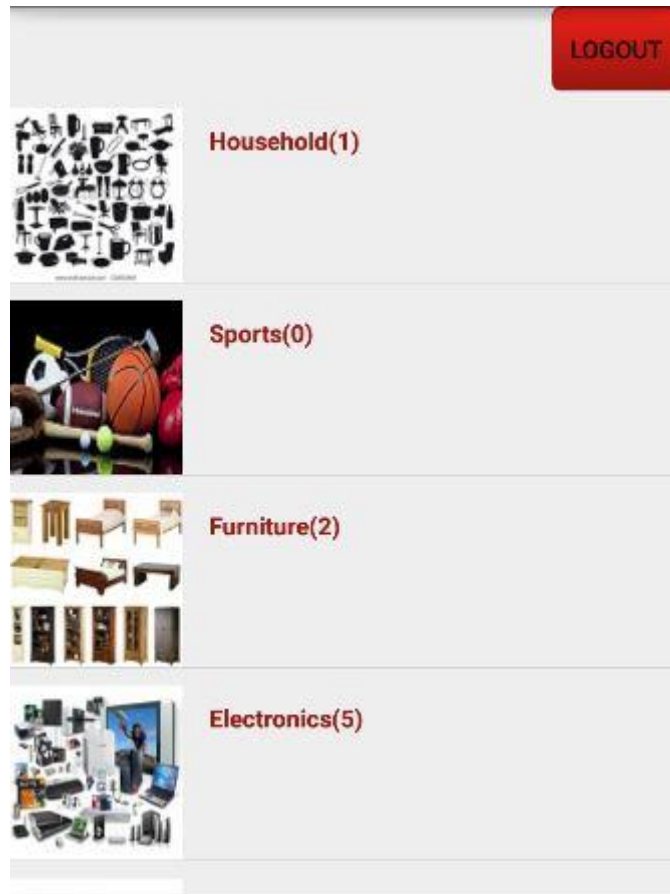 LOGOUT
Household(1)
Sports(0)
Furniture(2)
Electronics(5)